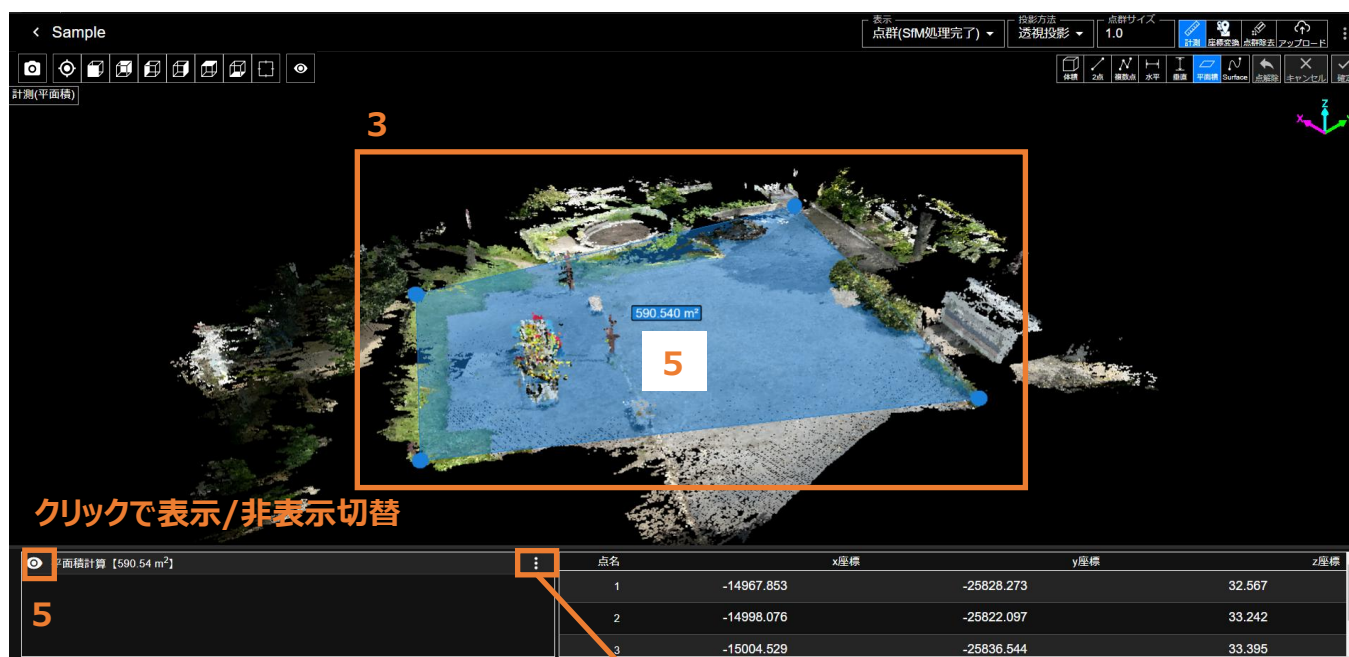 Sample
表示
点群(SfM処理完了)
投影方法
透視投影
点群サイズ
1.0
計測 座標変換 点群除去 アップロード
体積 2点 複数点 水平 垂直 平面積 Surface 点解除 キャンセル 確定
計測(平面積)
Z
X
3
590.540 m²
5
クリックで表示/非表示切替
平面積計算【590.54 m²】
5
点名 x座標 y座標 z座標
1 -14967.853 -25828.273 32.567
2 -14998.076 -25822.097 33.242
3 -15004.529 -25836.544 33.395